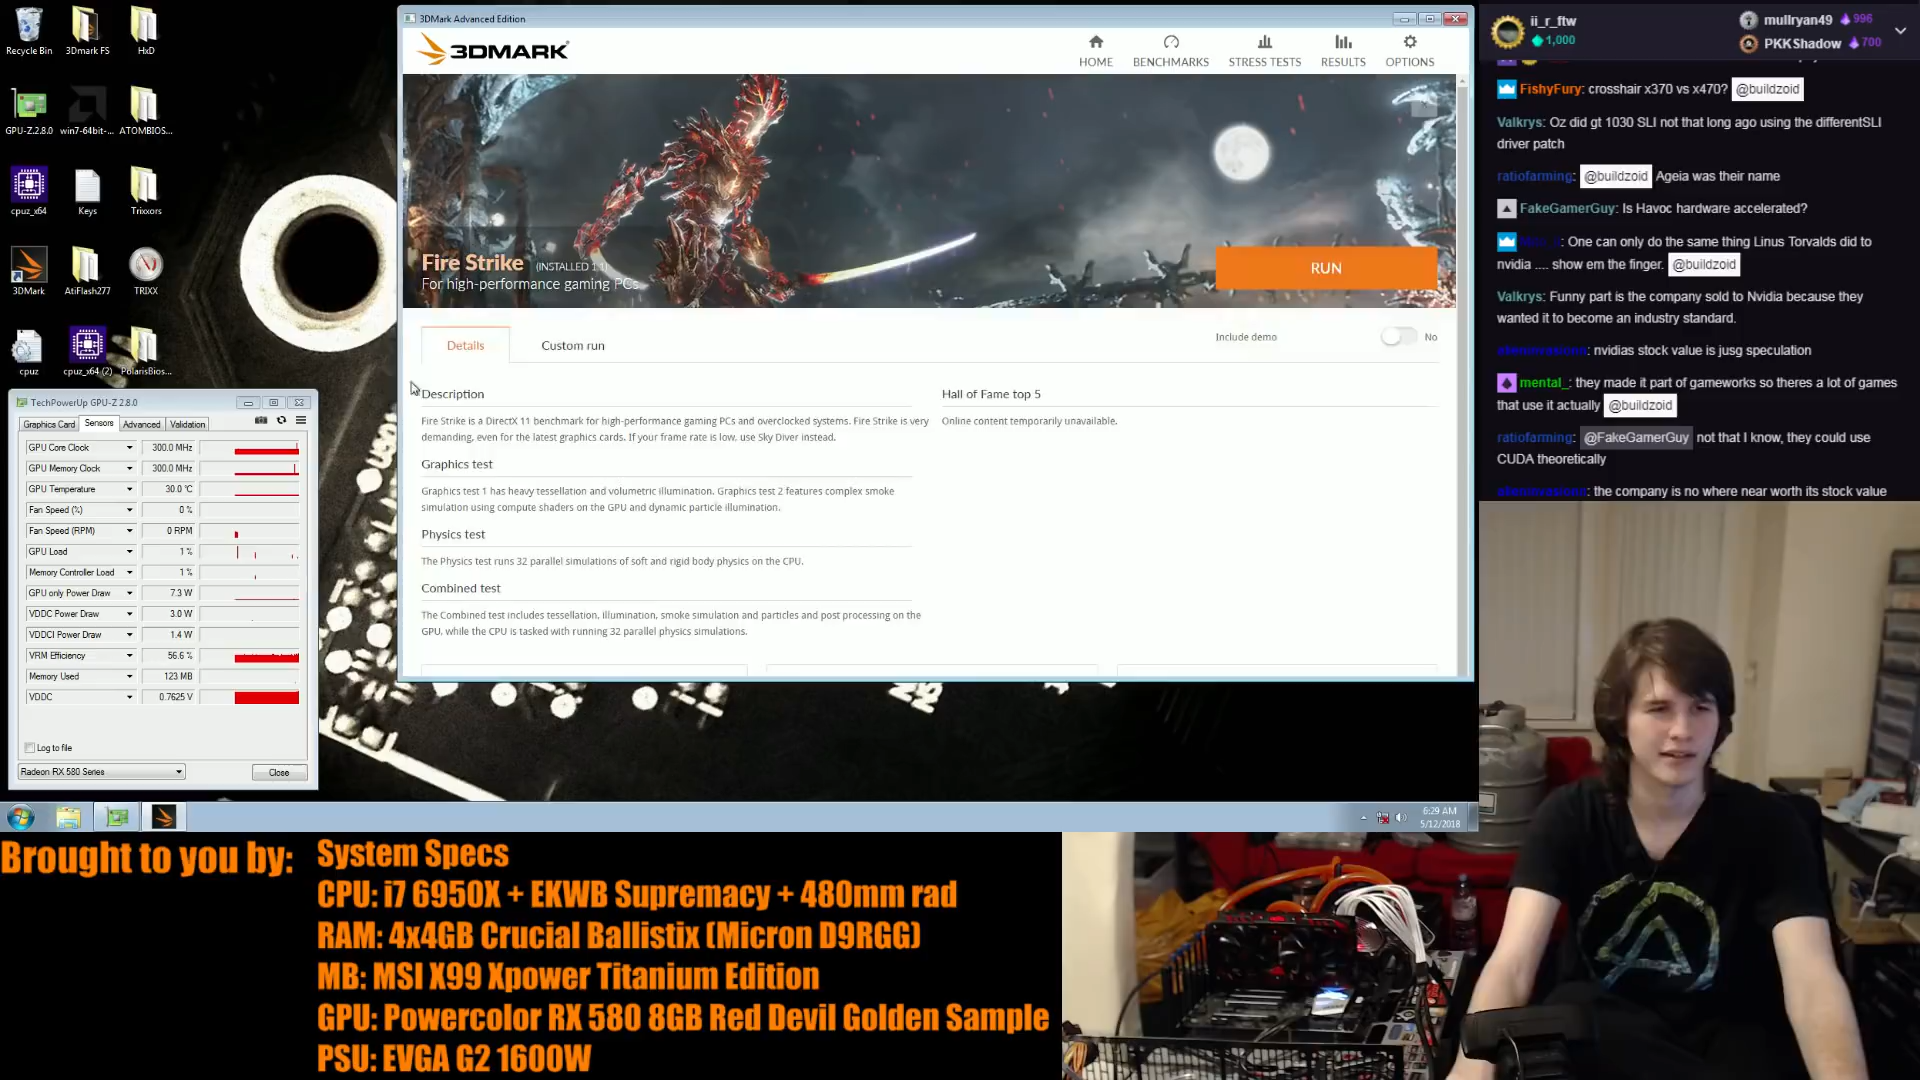 Recycle Bin
3Dmark FS
HxD
GPU-Z.2.8.0
win7-64bit-...
ATOMBIOS...
cpuz_x64
Keys
Trixxors
3DMark
AtiFlash277
TRIXX
cpuz
cpuz_x64 (2)
PolarisBios...
TechPowerUp GPU-Z 2.8.0
Graphics Card
Sensors
Advanced
Validation
GPU Core Clock
300.0 MHz
GPU Memory Clock
300.0 MHz
GPU Temperature
30.0 °C
Fan Speed (%)
0 %
Fan Speed (RPM)
0 RPM
GPU Load
1 %
Memory Controller Load
1 %
GPU only Power Draw
7.3 W
VDDC Power Draw
3.0 W
VDDCI Power Draw
1.4 W
VRM Efficiency
56.6 %
Memory Used
123 MB
VDDC
0.7625 V
Log to file
Radeon RX 580 Series
Close
3DMark Advanced Edition
3DMARK
HOME
BENCHMARKS
STRESS TESTS
RESULTS
OPTIONS
Fire Strike (INSTALLED 1.1)
For high-performance gaming PCs
RUN
Details
Custom run
Include demo
No
Description
Fire Strike is a DirectX 11 benchmark for high-performance gaming PCs and overclocked systems. Fire Strike is very
demanding, even for the latest graphics cards. If your frame rate is low, use Sky Diver instead.
Graphics test
Graphics test 1 has heavy tessellation and volumetric illumination. Graphics test 2 features complex smoke
simulation using compute shaders on the GPU and dynamic particle illumination.
Physics test
The Physics test runs 32 parallel simulations of soft and rigid body physics on the CPU.
Combined test
The Combined test includes tessellation, illumination, smoke simulation and particles and post processing on the
GPU, while the CPU is tasked with running 32 parallel physics simulations.
Hall of Fame top 5
Online content temporarily unavailable.
6:29 AM
5/12/2018
ii_r_ftw
1,000
mullryan49 996
PKKShadow 700
FishyFury: crosshair x370 vs x470? @buildzoid
Valkrys: Oz did gt 1030 SLI not that long ago using the differentSLI
driver patch
ratiofarming: @buildzoid Ageia was their name
FakeGamerGuy: Is Havoc hardware accelerated?
: One can only do the same thing Linus Torvalds did to
nvidia .... show em the finger. @buildzoid
Valkrys: Funny part is the company sold to Nvidia because they
wanted it to become an industry standard.
: nvidias stock value is jusg speculation
mental_: they made it part of gameworks so theres a lot of games
that use it actually @buildzoid
ratiofarming: @FakeGamerGuy not that I know, they could use
CUDA theoretically
: the company is no where near worth its stock value
Brought to you by:
System Specs
CPU: i7 6950X + EKWB Supremacy + 480mm rad
RAM: 4x4GB Crucial Ballistix (Micron D9RGG)
MB: MSI X99 Xpower Titanium Edition
GPU: Powercolor RX 580 8GB Red Devil Golden Sample
PSU: EVGA G2 1600W